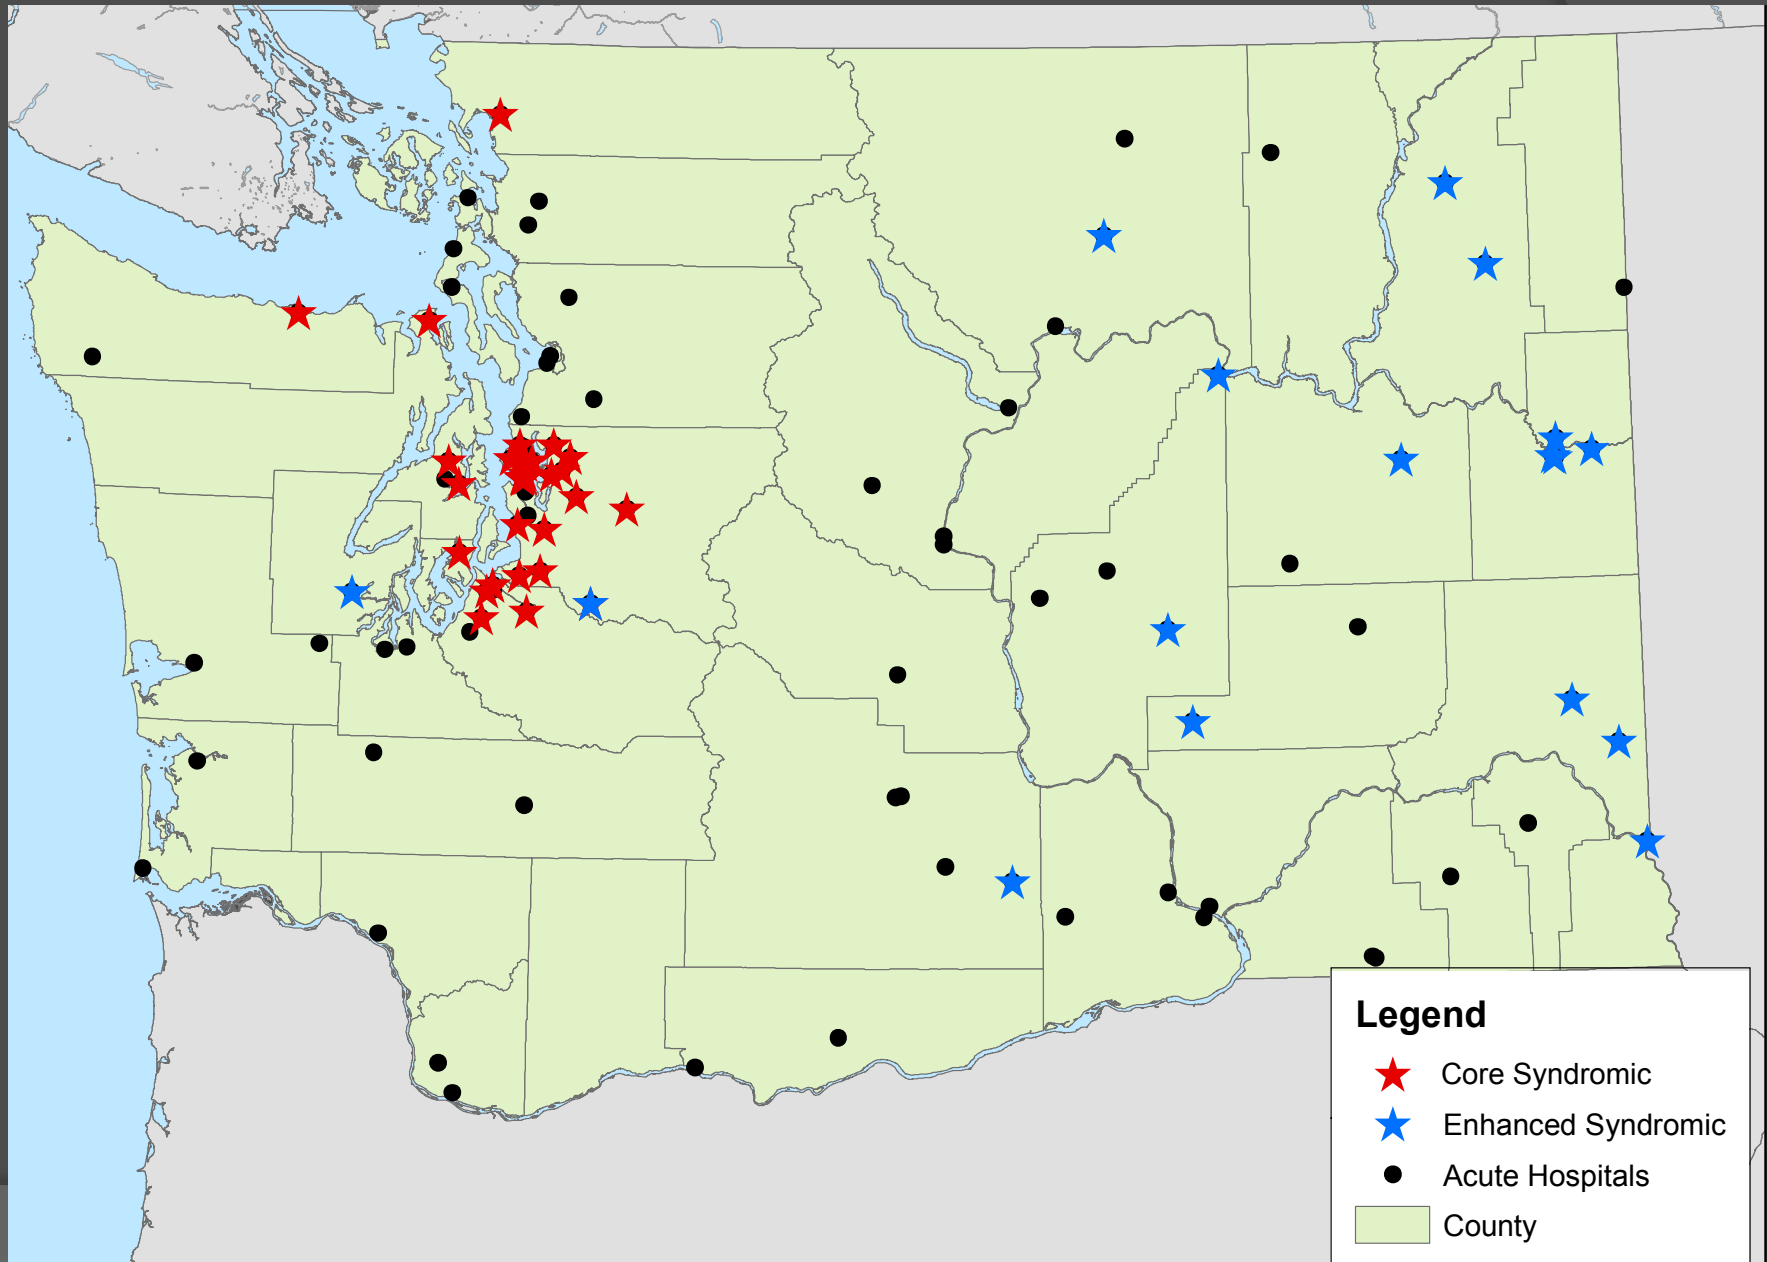 Legend
Core Syndromic
Enhanced Syndromic
Acute Hospitals
County